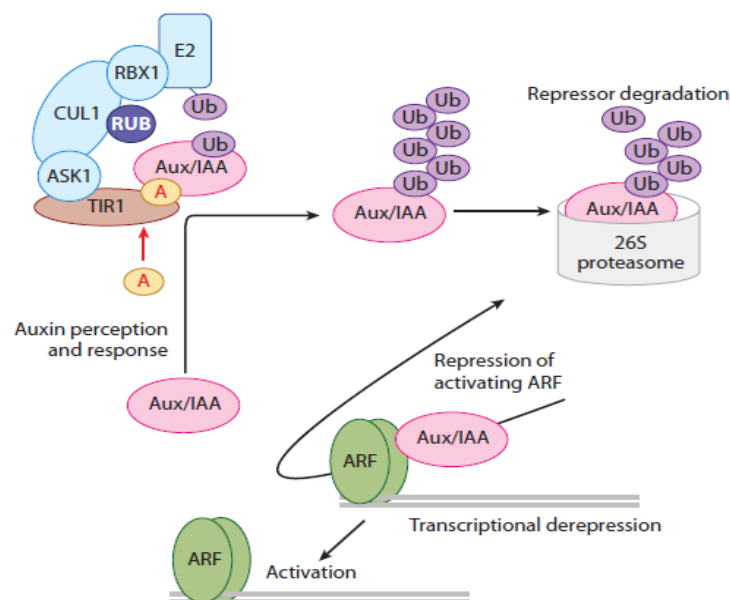 E2
RBX1
Ub
CUL1
RUB
Ub
Aux/IAA
ASK1
A
TIR1
A
Auxin perception
and response
Aux/IAA
Ub
Ub
Ub
Ub
Ub
Ub
Ub
Aux/IAA
Repressor degradation
Ub
Ub
Ub
Ub
Ub
Aux/IAA
26S
proteasome
Repression of
activating ARF
Aux/IAA
ARF
Transcriptional derepression
ARF
Activation